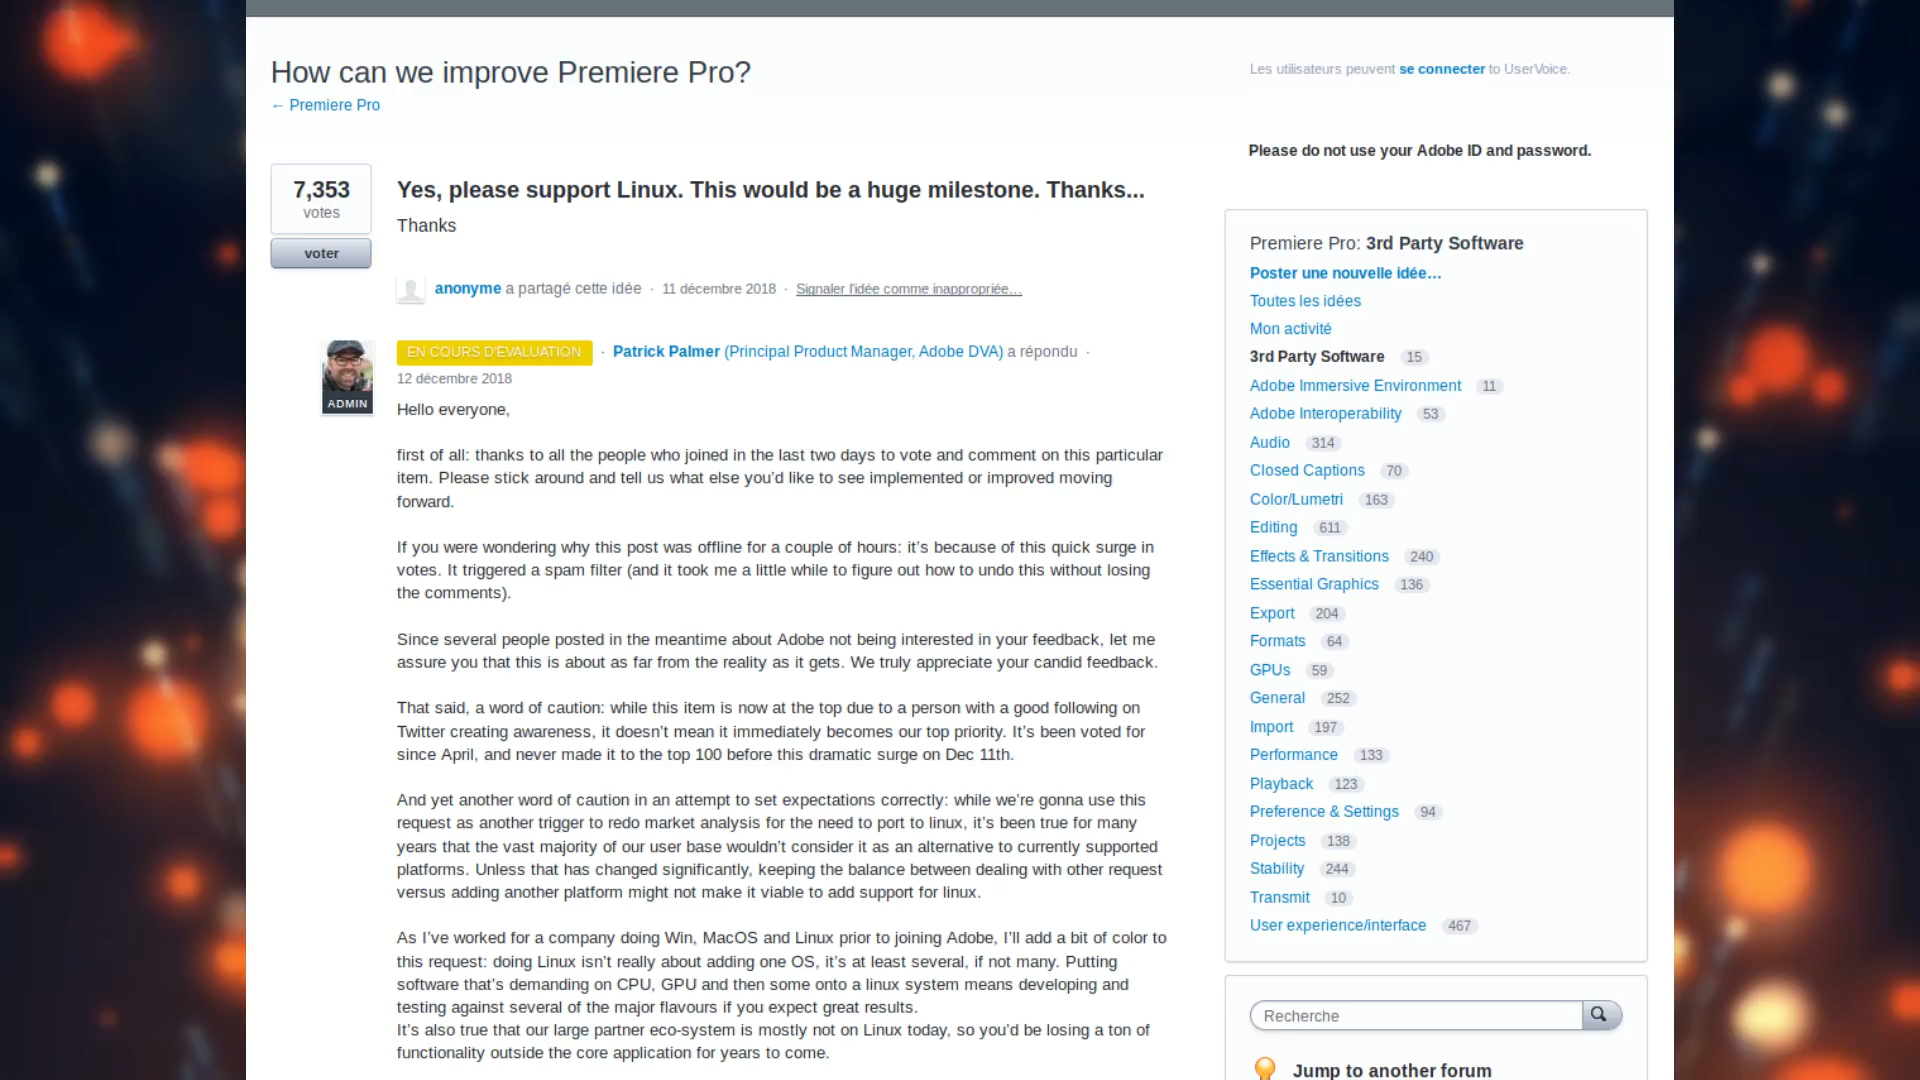 How can we improve Premiere Pro?
← Premiere Pro
Les utilisateurs peuvent se connecter to UserVoice.
Please do not use your Adobe ID and password.
7,353
votes
voter
Yes, please support Linux. This would be a huge milestone. Thanks...
Thanks
anonyme a partagé cette idée · 11 décembre 2018 · Signaler l'idée comme inappropriée…
ADMIN
EN COURS D'ÉVALUATION · Patrick Palmer (Principal Product Manager, Adobe DVA) a répondu ·
12 décembre 2018
Hello everyone,
first of all: thanks to all the people who joined in the last two days to vote and comment on this particular
item. Please stick around and tell us what else you’d like to see implemented or improved moving
forward.
If you were wondering why this post was offline for a couple of hours: it’s because of this quick surge in
votes. It triggered a spam filter (and it took me a little while to figure out how to undo this without losing
the comments).
Since several people posted in the meantime about Adobe not being interested in your feedback, let me
assure you that this is about as far from the reality as it gets. We truly appreciate your candid feedback.
That said, a word of caution: while this item is now at the top due to a person with a good following on
Twitter creating awareness, it doesn’t mean it immediately becomes our top priority. It’s been voted for
since April, and never made it to the top 100 before this dramatic surge on Dec 11th.
And yet another word of caution in an attempt to set expectations correctly: while we’re gonna use this
request as another trigger to redo market analysis for the need to port to linux, it’s been true for many
years that the vast majority of our user base wouldn’t consider it as an alternative to currently supported
platforms. Unless that has changed significantly, keeping the balance between dealing with other request
versus adding another platform might not make it viable to add support for linux.
As I’ve worked for a company doing Win, MacOS and Linux prior to joining Adobe, I’ll add a bit of color to
this request: doing Linux isn’t really about adding one OS, it’s at least several, if not many. Putting
software that’s demanding on CPU, GPU and then some onto a linux system means developing and
testing against several of the major flavours if you expect great results.
It’s also true that our large partner eco-system is mostly not on Linux today, so you’d be losing a ton of
functionality outside the core application for years to come.
Premiere Pro: 3rd Party Software
Poster une nouvelle idée…
Toutes les idées
Mon activité
3rd Party Software 15
Adobe Immersive Environment 11
Adobe Interoperability 53
Audio 314
Closed Captions 70
Color/Lumetri 163
Editing 611
Effects & Transitions 240
Essential Graphics 136
Export 204
Formats 64
GPUs 59
General 252
Import 197
Performance 133
Playback 123
Preference & Settings 94
Projects 138
Stability 244
Transmit 10
User experience/interface 467
Recherche
Jump to another forum